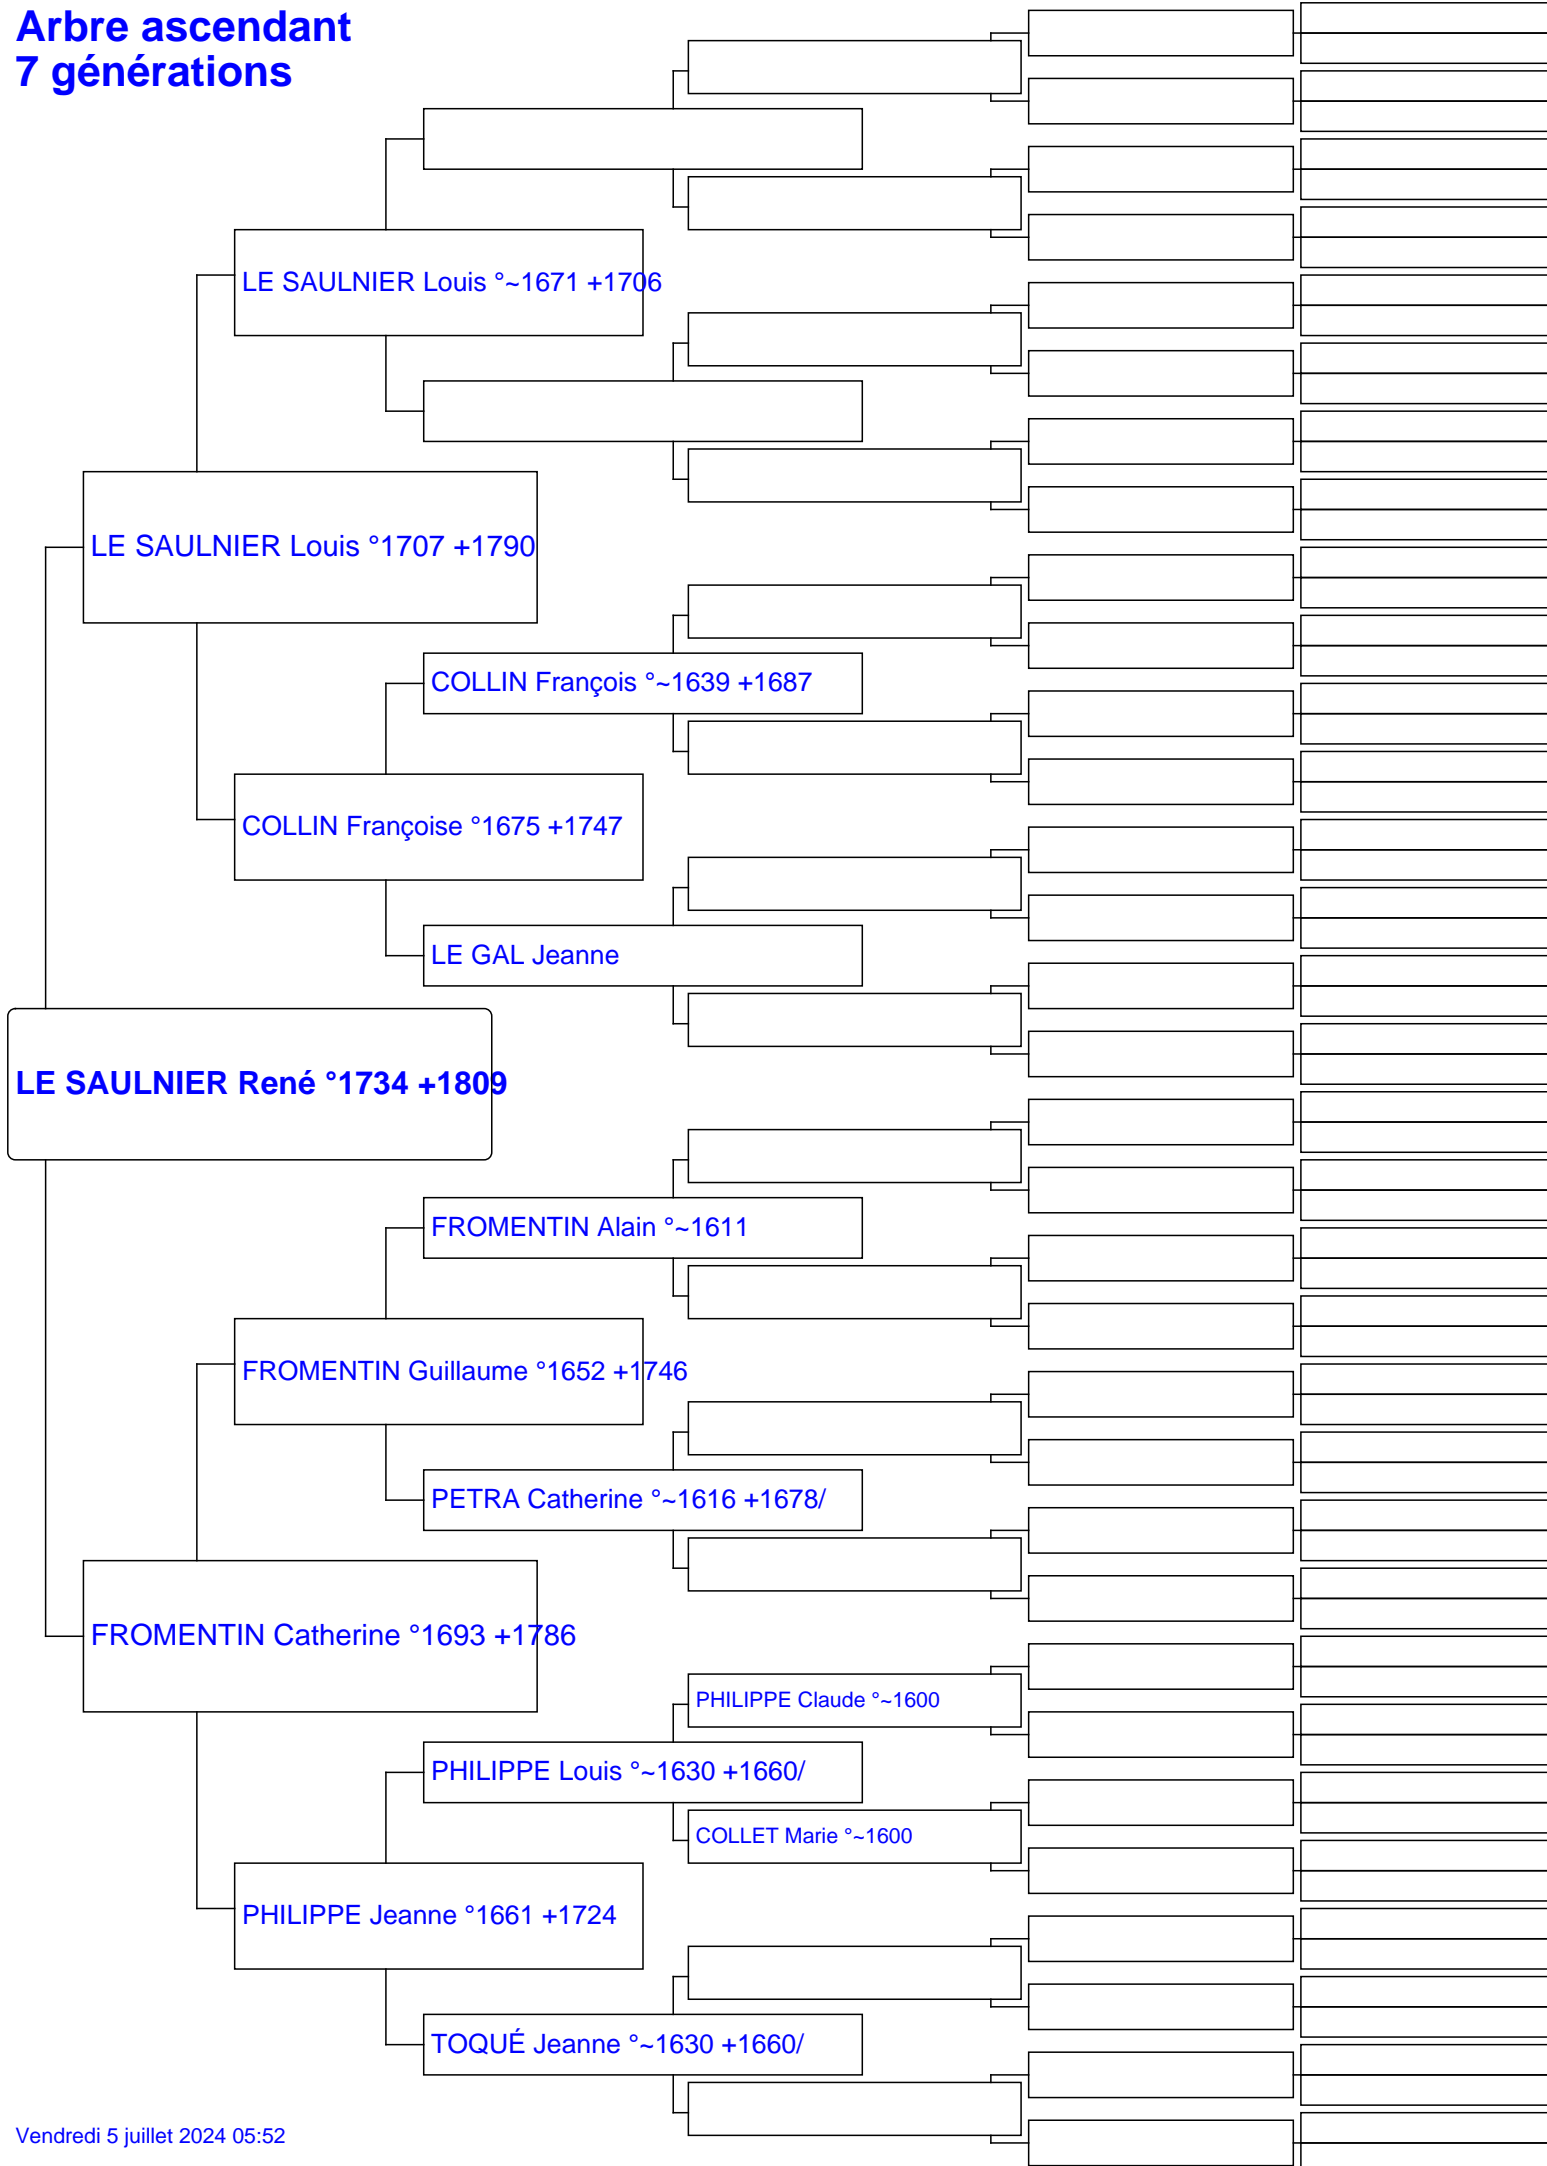 Arbre ascendant
7 générations
LE SAULNIER Louis °~1671 +1706
LE SAULNIER Louis °1707 +1790
COLLIN François °~1639 +1687
COLLIN Françoise °1675 +1747
LE GAL Jeanne
LE SAULNIER René °1734 +1809
FROMENTIN Alain °~1611
FROMENTIN Guillaume °1652 +1746
PETRA Catherine °~1616 +1678/
FROMENTIN Catherine °1693 +1786
PHILIPPE Claude °~1600
PHILIPPE Louis °~1630 +1660/
COLLET Marie °~1600
PHILIPPE Jeanne °1661 +1724
TOQUÉ Jeanne °~1630 +1660/
Vendredi 5 juillet 2024 05:52